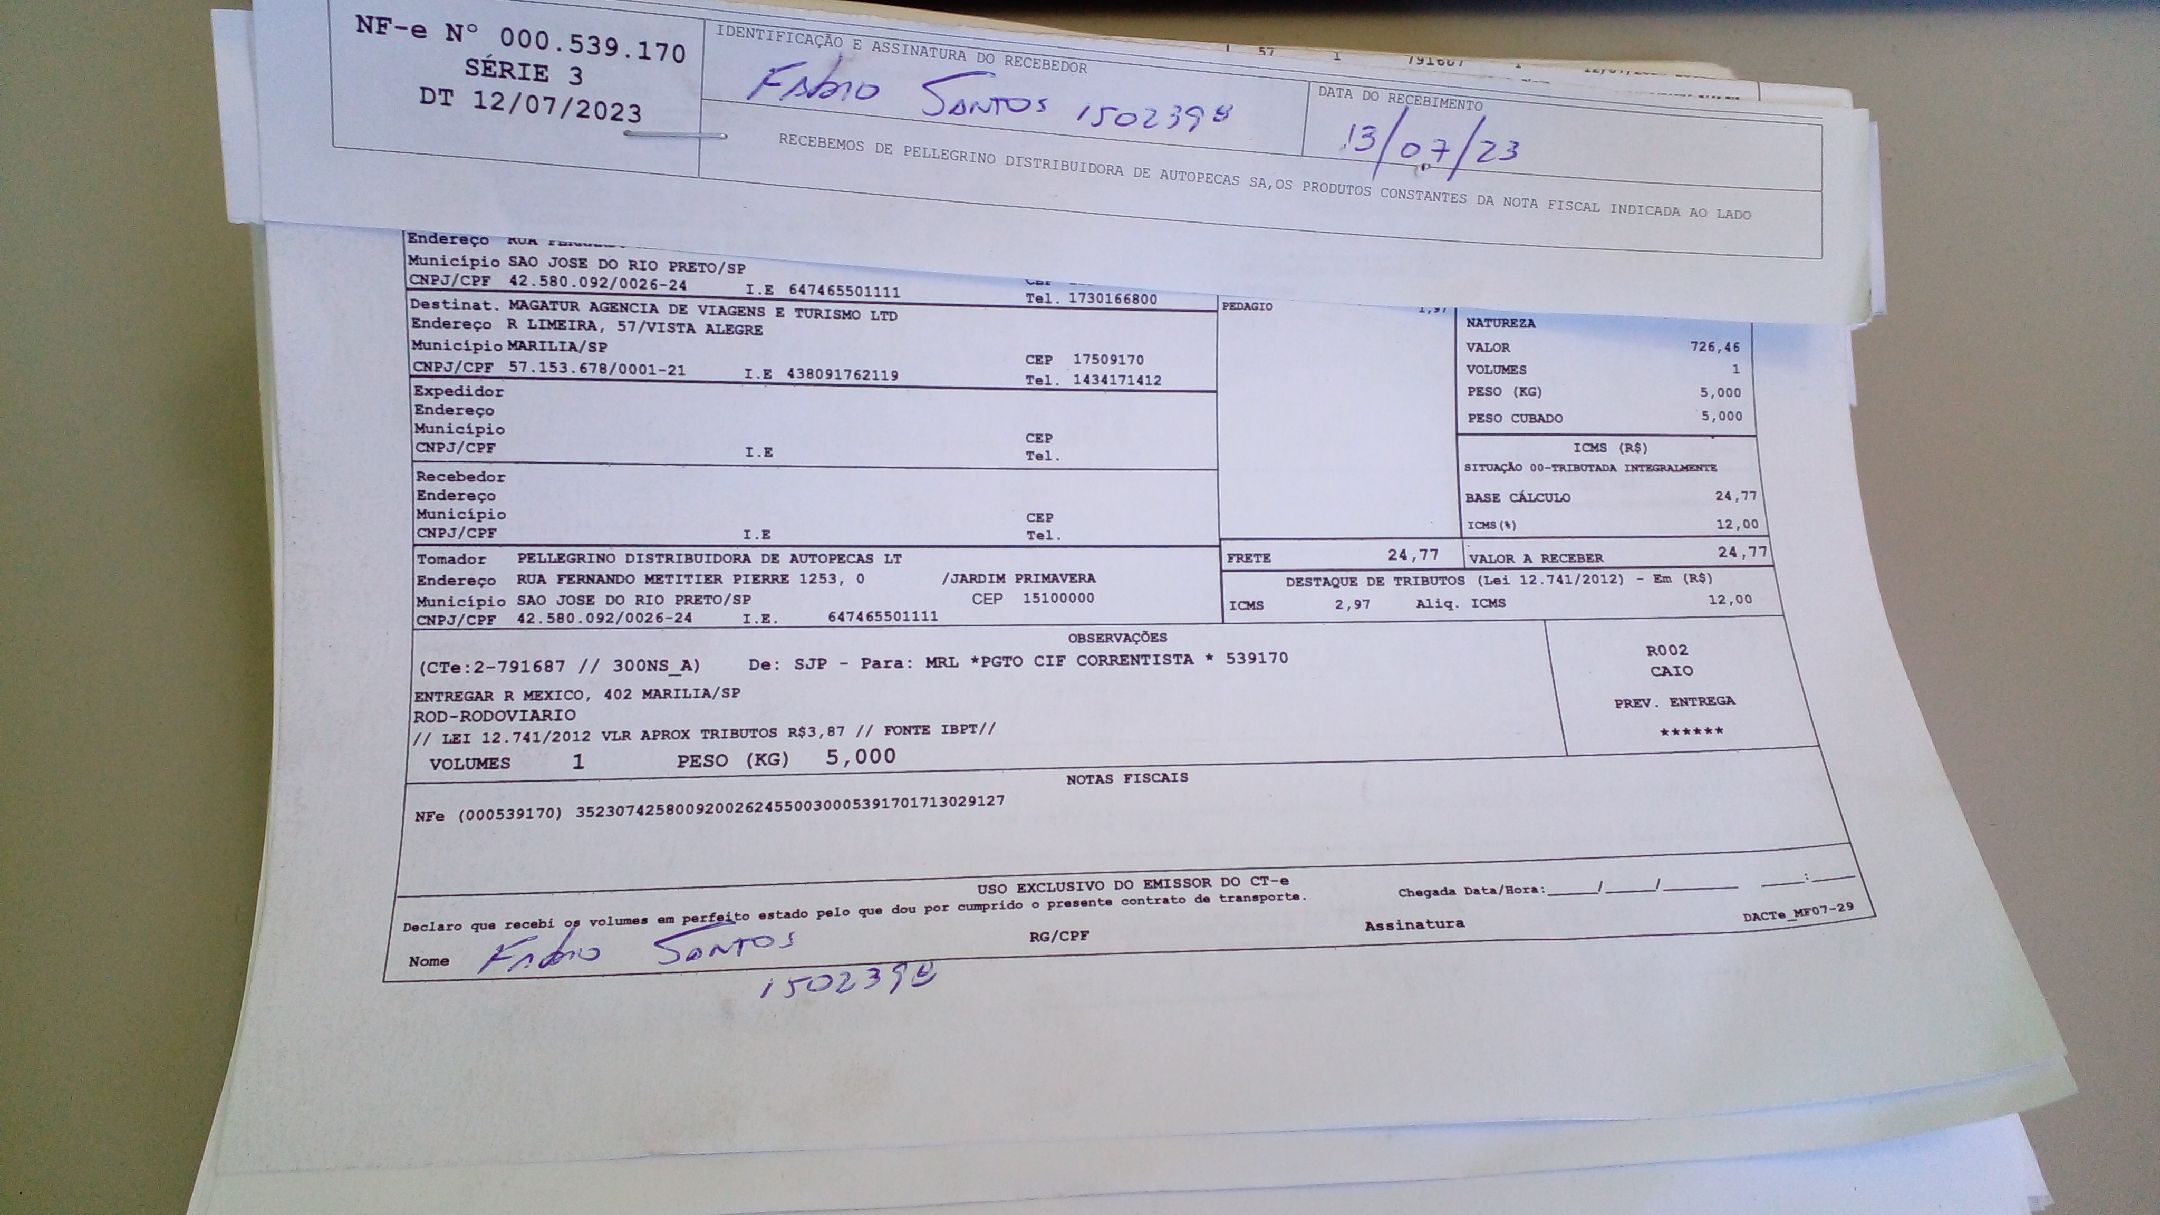 NF-e Nº 000.539.170
SÉRIE 3
DT 12/07/2023
IDENTIFICAÇÃO E ASSINATURA DO RECEBEDOR
FABIO SANTOS 1502398
DATA DO RECEBIMENTO
13/07/23
RECEBEMOS DE PELLEGRINO DISTRIBUIDORA DE AUTOPECAS SA,OS PRODUTOS CONSTANTES DA NOTA FISCAL INDICADA AO LADO
57 1 791687 1
Endereço RUA
Município SAO JOSE DO RIO PRETO/SP
CNPJ/CPF 42.580.092/0026-24 I.E 647465501111 Tel. 1730166800
Destinat. MAGATUR AGENCIA DE VIAGENS E TURISMO LTD
Endereço R LIMEIRA, 57/VISTA ALEGRE
Município MARILIA/SP CEP 17509170
CNPJ/CPF 57.153.678/0001-21 I.E 438091762119 Tel. 1434171412
Expedidor
Endereço
Município CEP
CNPJ/CPF I.E Tel.
Recebedor
Endereço
Município CEP
CNPJ/CPF I.E Tel.
Tomador PELLEGRINO DISTRIBUIDORA DE AUTOPECAS LT
Endereço RUA FERNANDO METITIER PIERRE 1253, 0 /JARDIM PRIMAVERA
Município SAO JOSE DO RIO PRETO/SP CEP 15100000
CNPJ/CPF 42.580.092/0026-24 I.E. 647465501111
PEDAGIO 1,97
NATUREZA
VALOR 726,46
VOLUMES 1
PESO (KG) 5,000
PESO CUBADO 5,000
ICMS (R$)
SITUAÇÃO 00-TRIBUTADA INTEGRALMENTE
BASE CÁLCULO 24,77
ICMS(%) 12,00
FRETE 24,77 VALOR A RECEBER 24,77
DESTAQUE DE TRIBUTOS (Lei 12.741/2012) - Em (R$)
ICMS 2,97 Aliq. ICMS 12,00
OBSERVAÇÕES
(CTe:2-791687 // 300NS_A) De: SJP - Para: MRL *PGTO CIF CORRENTISTA * 539170
ENTREGAR R MEXICO, 402 MARILIA/SP
ROD-RODOVIARIO
// LEI 12.741/2012 VLR APROX TRIBUTOS R$3,87 // FONTE IBPT//
VOLUMES 1 PESO (KG) 5,000
R002
CAIO
PREV. ENTREGA
******
NOTAS FISCAIS
NFe (000539170) 35230742580092002624550030005391701713029127
USO EXCLUSIVO DO EMISSOR DO CT-e
Declaro que recebi os volumes em perfeito estado pelo que dou por cumprido o presente contrato de transporte.
Chegada Data/Hora:_____/_____/_______ ____:____
Nome FABIO SANTOS RG/CPF Assinatura DACTe_MF07-29
1502398